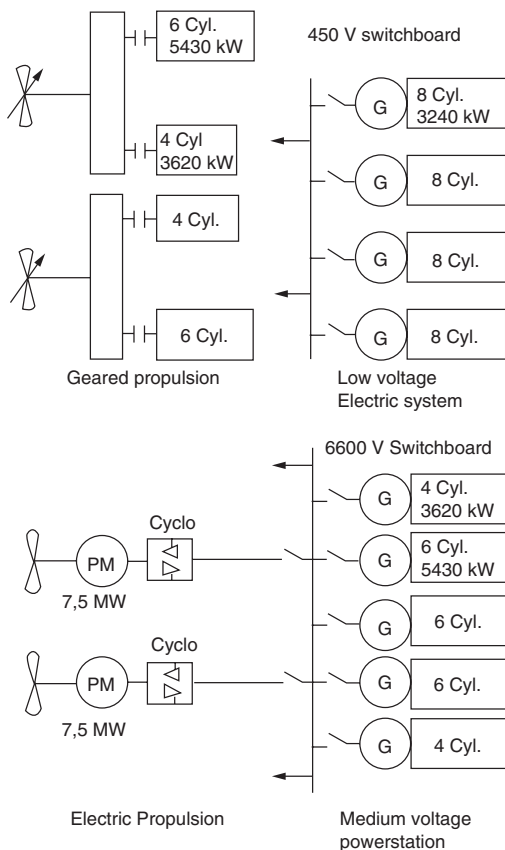 6 Cyl.
5430 kW
4 Cyl
3620 kW
4 Cyl.
6 Cyl.
Geared propulsion
450 V switchboard
G
8 Cyl.
3240 kW
G
8 Cyl.
G
8 Cyl.
G
8 Cyl.
Low voltage
Electric system
6600 V Switchboard
G
4 Cyl.
3620 kW
Cyclo
PM
7,5 MW
G
6 Cyl.
5430 kW
G
6 Cyl.
Cyclo
PM
7,5 MW
G
6 Cyl.
G
4 Cyl.
Electric Propulsion
Medium voltage
powerstation